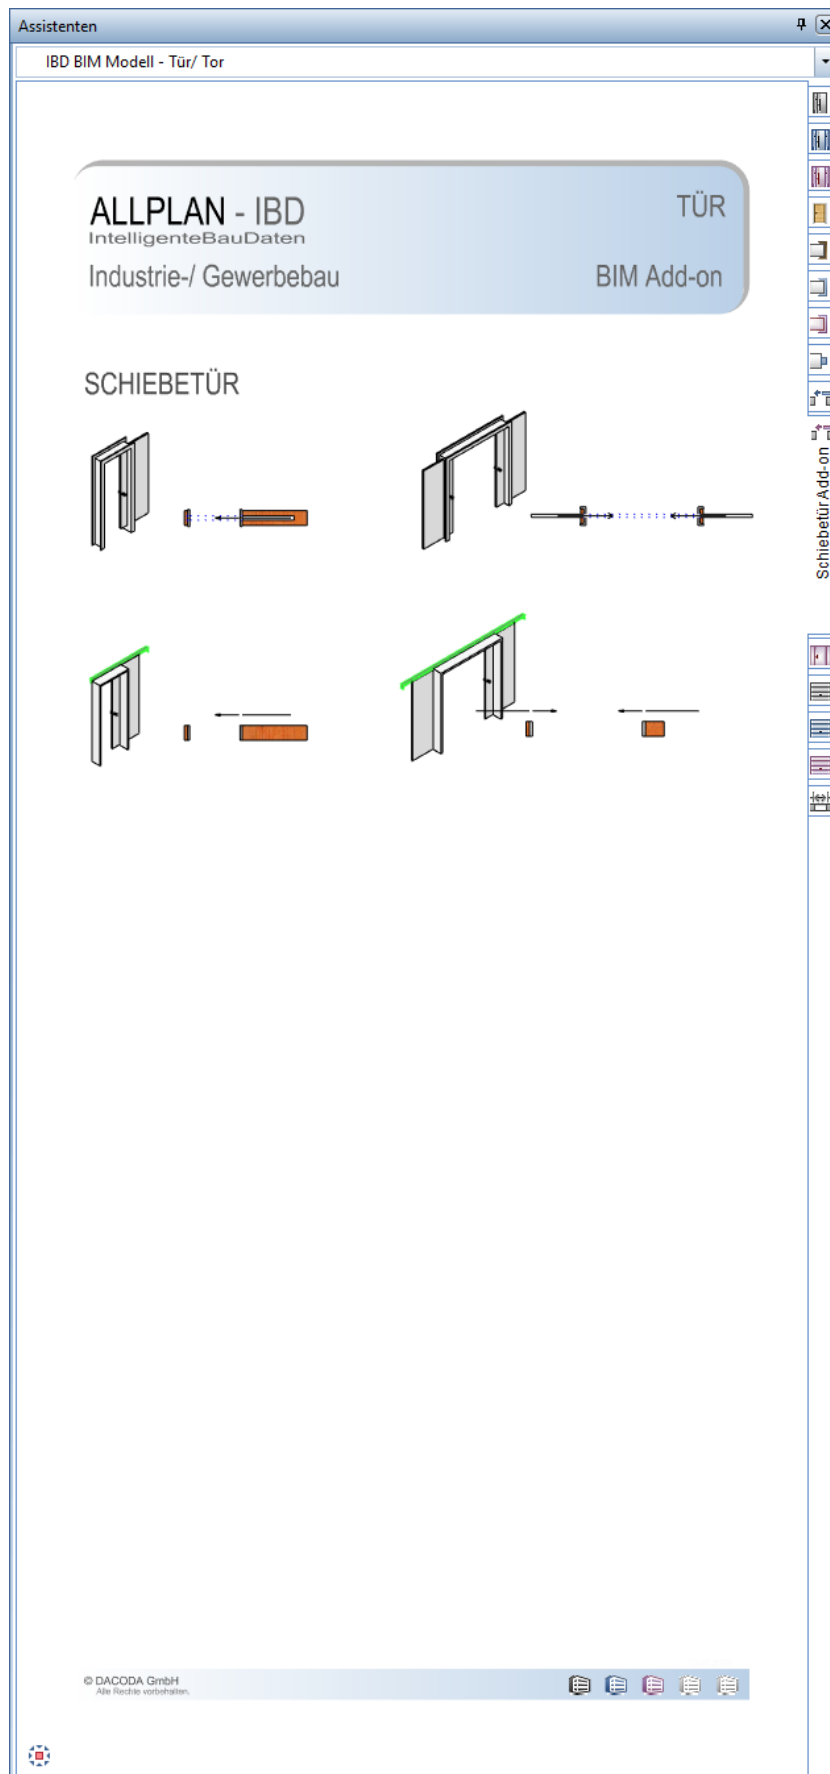 Assistenten
IBD BIM Modell - Tür/ Tor
ALLPLAN - IBD
IntelligenteBauDaten
TÜR
Industrie-/ Gewerbebau
BIM Add-on
SCHIEBETÜR
Schiebetür Add-on
© DACODA GmbH
Alle Rechte vorbehalten.